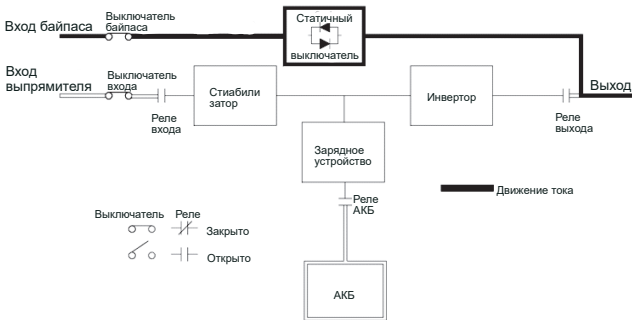 Вход байпаса
Выключатель
байпаса
Статичный
выключатель
Вход
выпрямителя
Выключатель
входа
Реле
входа
Стиабили
затор
Инвертор
Выход
Реле
выхода
Зарядное
устройство
Реле
АКБ
Движение тока
Выключатель Реле
Закрыто
Открыто
АКБ